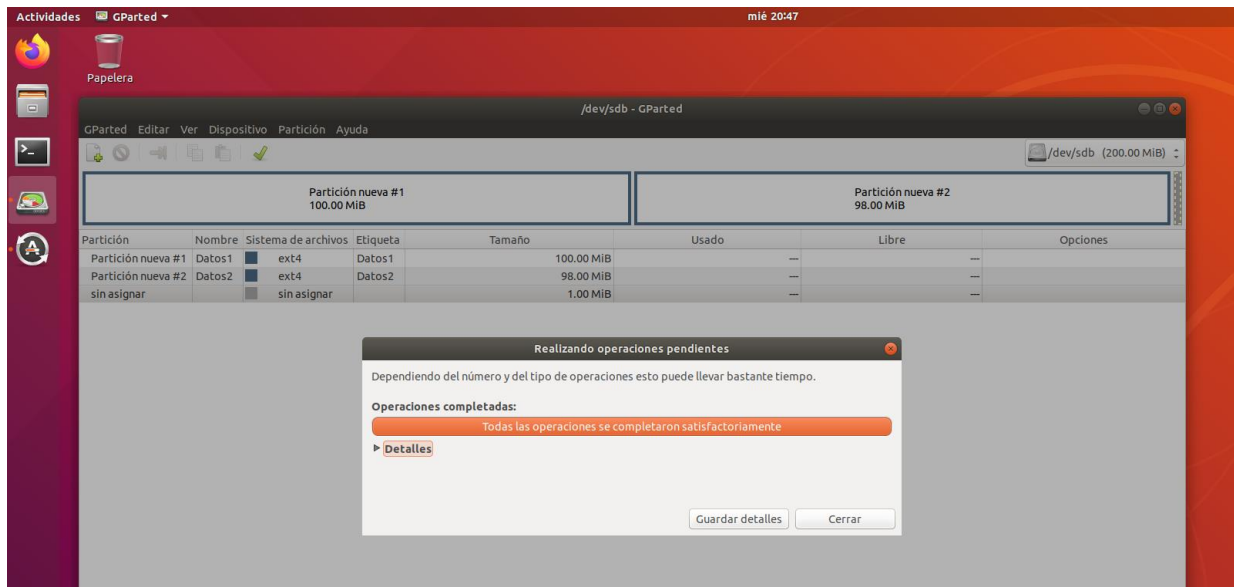 Actividades GParted mié 20:47
Papelera
/dev/sdb - GParted
GParted Editar Ver Dispositivo Partición Ayuda
/dev/sdb (200.00 MiB)
Partición nueva #1 Partición nueva #2
100.00 MiB 98.00 MiB
Partición Nombre Sistema de archivos Etiqueta Tamaño Usado Libre Opciones
Partición nueva #1 Datos1 ext4 Datos1 100.00 MiB — —
Partición nueva #2 Datos2 ext4 Datos2 98.00 MiB — —
sin asignar sin asignar 1.00 MiB — —
Realizando operaciones pendientes
Dependiendo del número y del tipo de operaciones esto puede llevar bastante tiempo.
Operaciones completadas:
Todas las operaciones se completaron satisfactoriamente
Detalles
Guardar detalles Cerrar